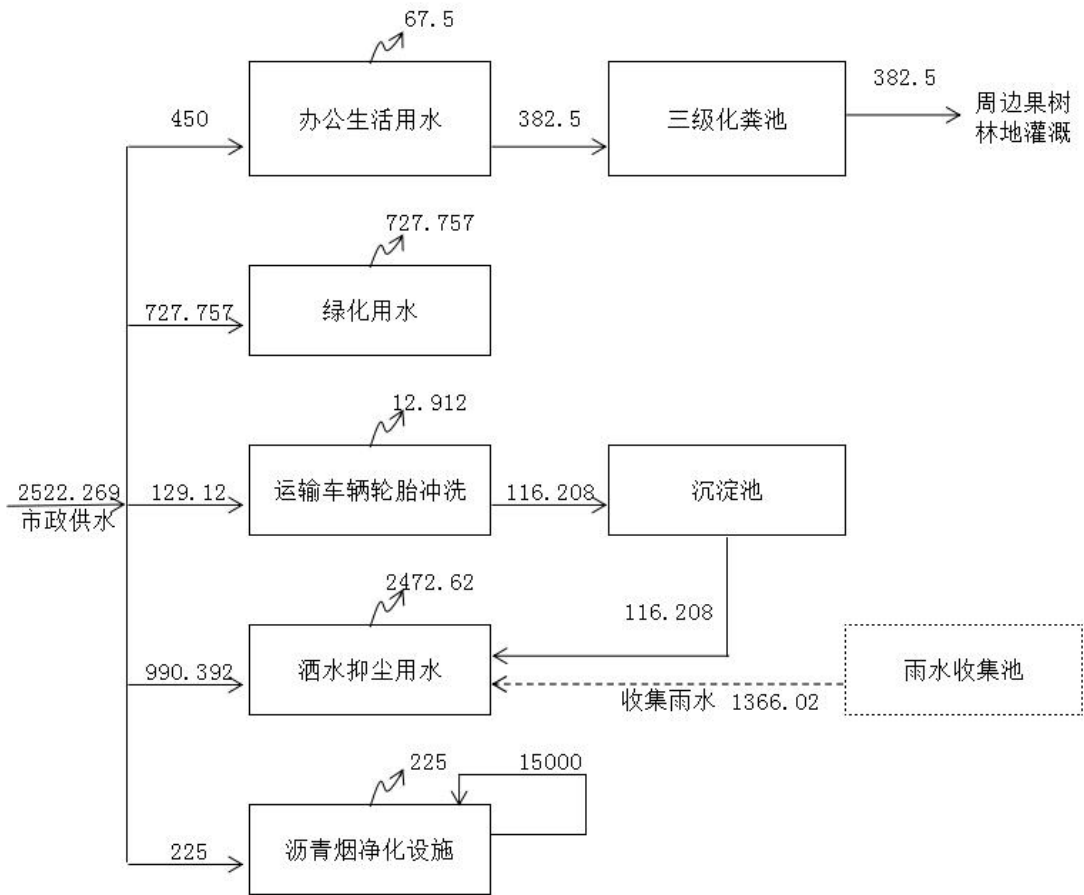 67.5
办公生活用水
450
382.5
三级化粪池
382.5
周边果树
林地灌溉
727.757
绿化用水
727.757
12.912
运输车辆轮胎冲洗
2522.269
市政供水
129.12
116.208
沉淀池
2472.62
116.208
洒水抑尘用水
990.392
收集雨水 1366.02
雨水收集池
225
15000
沥青烟净化设施
225